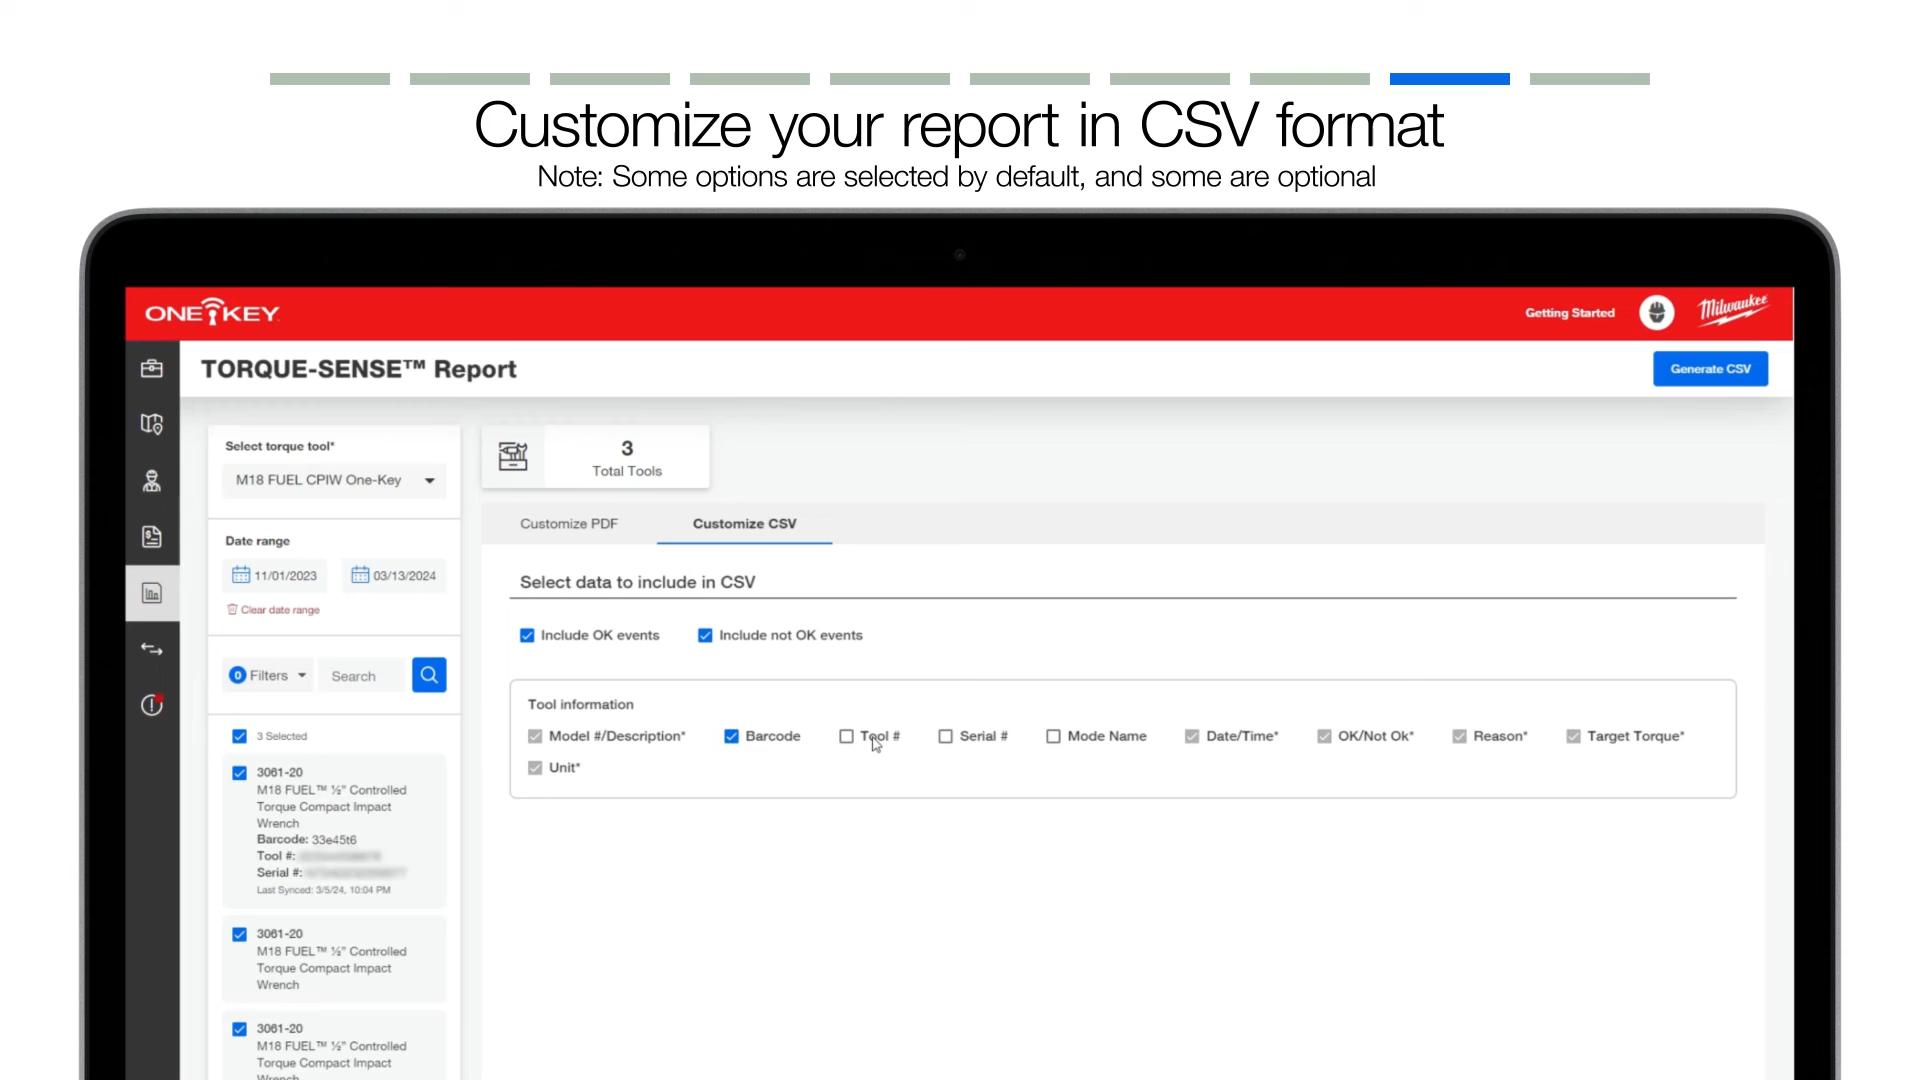 Customize your report in CSV format
Note: Some options are selected by default, and some are optional
ONE KEY
Getting Started
Milwaukee
TORQUE-SENSE™ Report
Generate CSV
Select torque tool*
M18 FUEL CPIW One-Key
3
Total Tools
Customize PDF
Customize CSV
Date range
11/01/2023
03/13/2024
Clear date range
Select data to include in CSV
Include OK events
Include not OK events
0 Filters
Search
Tool information
Model #/Description*
Barcode
Tool #
Serial #
Mode Name
Date/Time*
OK/Not Ok*
Reason*
Target Torque*
Unit*
3 Selected
3061-20
M18 FUEL™ ½" Controlled
Torque Compact Impact
Wrench
Barcode: 33e45t6
Tool #:
Serial #:
Last Synced: 3/5/24, 10:04 PM
3061-20
M18 FUEL™ ½" Controlled
Torque Compact Impact
Wrench
3061-20
M18 FUEL™ ½" Controlled
Torque Compact Impact
Wrench